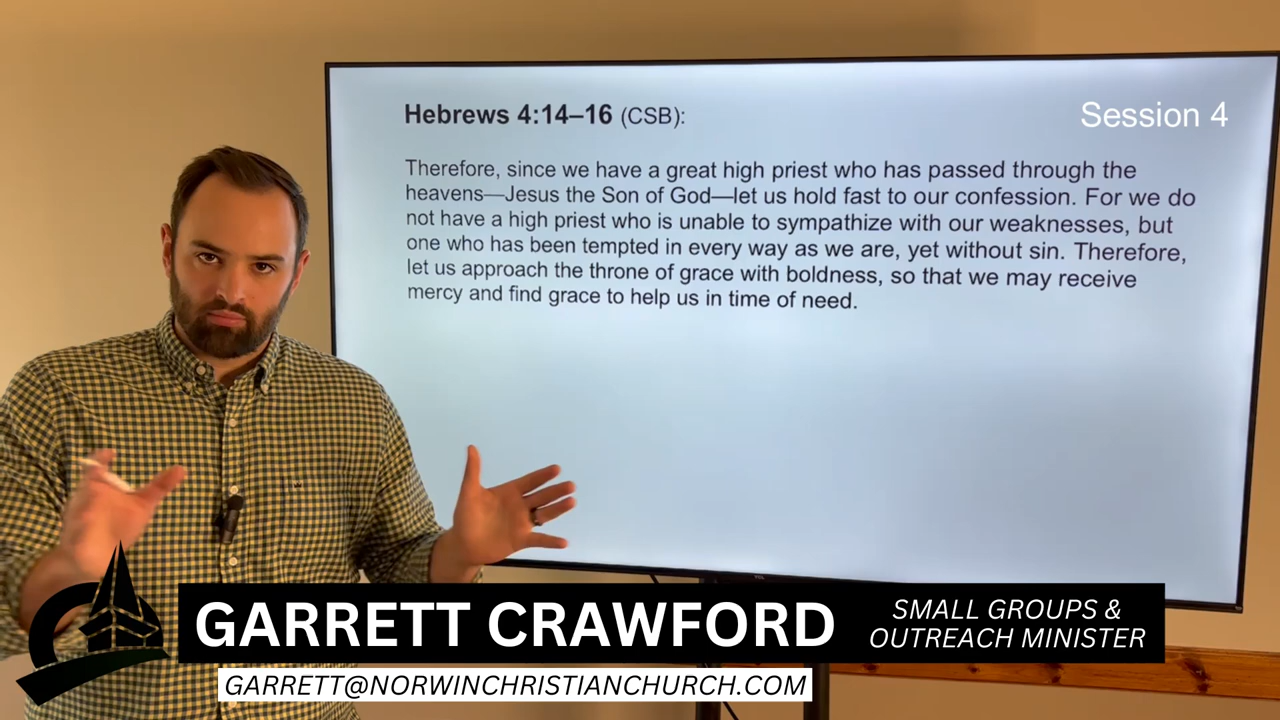 Hebrews 4:14–16 (CSB):
Session 4
Therefore, since we have a great high priest who has passed through the
heavens—Jesus the Son of God—let us hold fast to our confession. For we do
not have a high priest who is unable to sympathize with our weaknesses, but
one who has been tempted in every way as we are, yet without sin. Therefore,
let us approach the throne of grace with boldness, so that we may receive
mercy and find grace to help us in time of need.
TCL
GARRETT CRAWFORD
SMALL GROUPS &
OUTREACH MINISTER
GARRETT@NORWINCHRISTIANCHURCH.COM